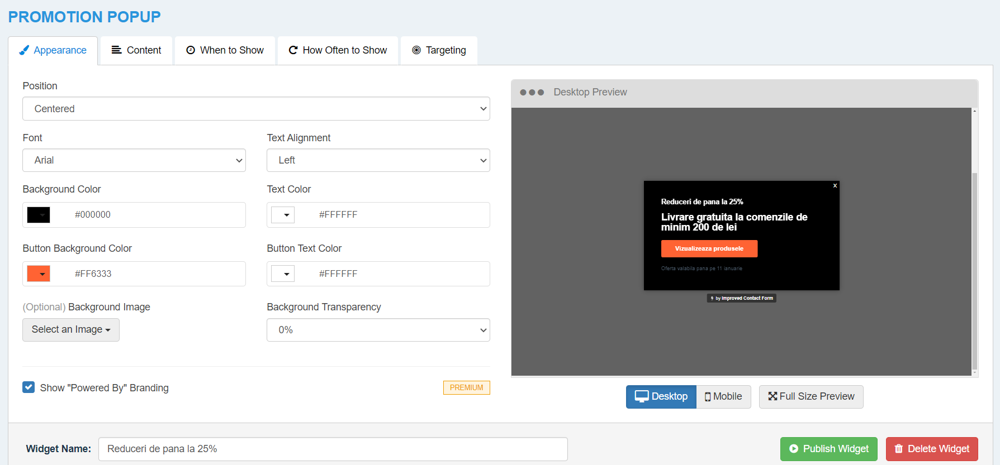 PROMOTION POPUP
Appearance
Content
When to Show
How Often to Show
Targeting
Position
Centered
Font
Text Alignment
Arial
Left
Background Color
Text Color
#000000
#FFFFFF
Button Background Color
Button Text Color
#FF6333
#FFFFFF
(Optional) Background Image
Background Transparency
Select an Image
0%
Show "Powered By" Branding
PREMIUM
Desktop Preview
x
Reduceri de pana la 25%
Livrare gratuita la comenzile de
minim 200 de lei
Vizualizeaza produsele
Oferta valabila pana pe 11 ianuarie
by Improved Contact Form
Desktop
Mobile
Full Size Preview
Widget Name:
Reduceri de pana la 25%
Publish Widget
Delete Widget